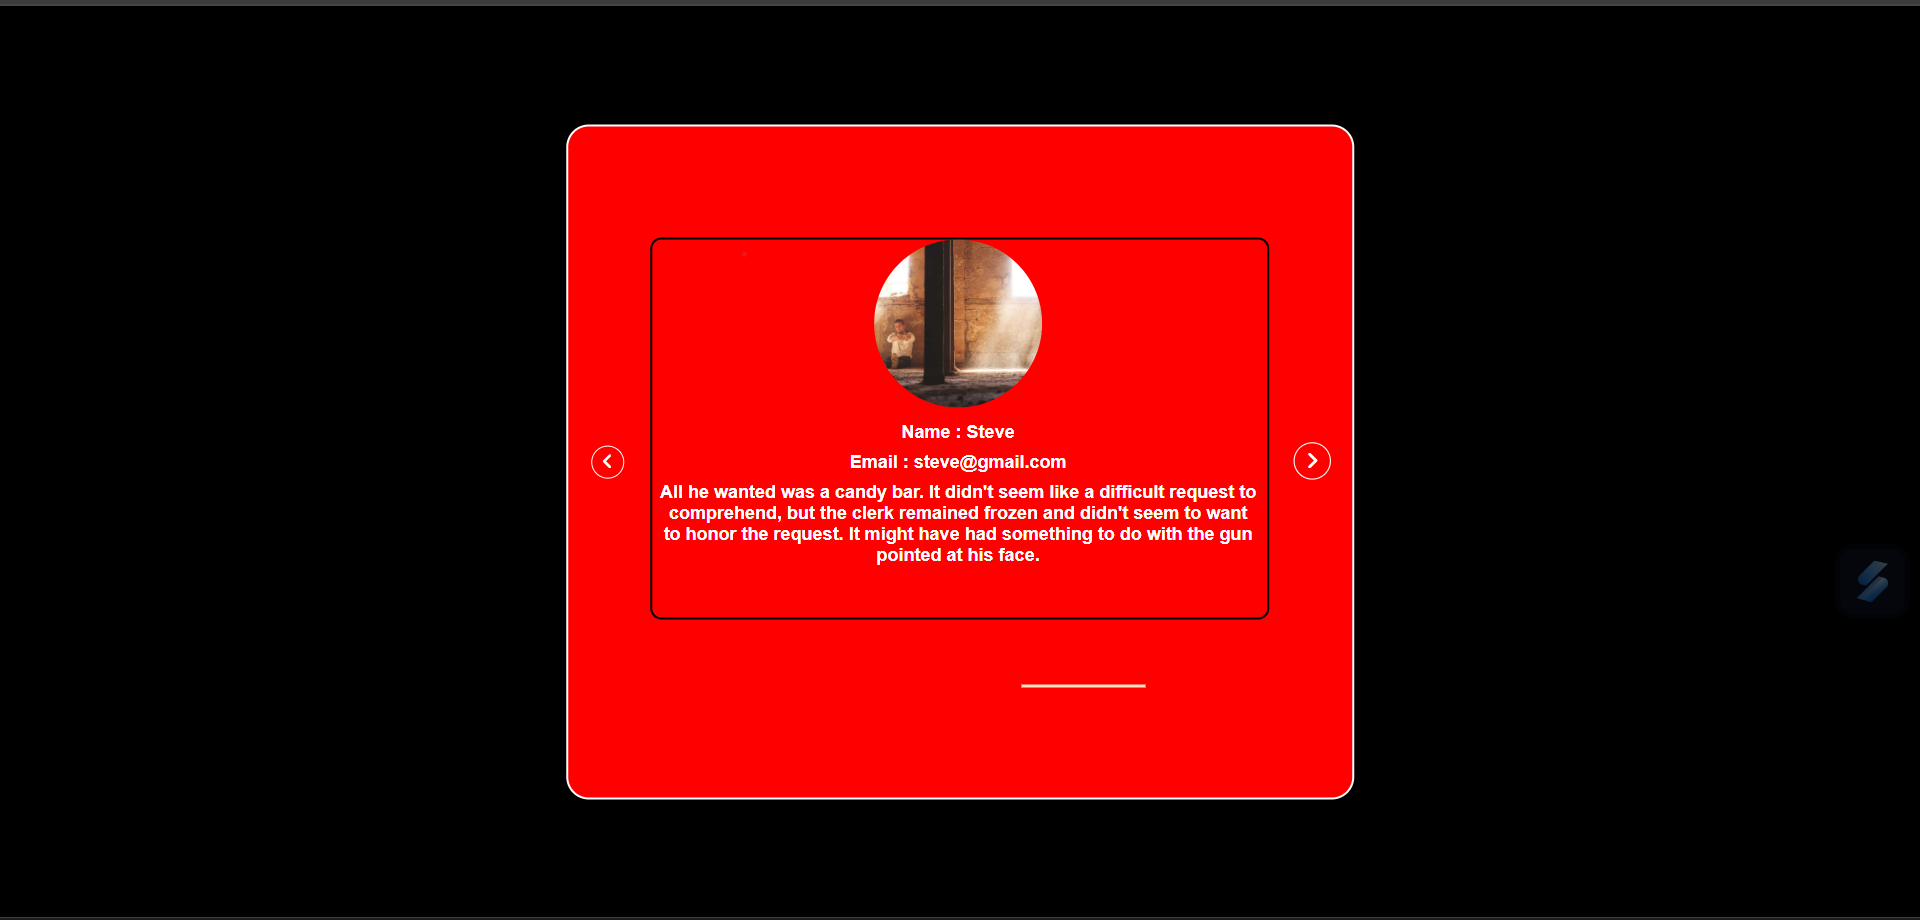 Name : Steve
Email : steve@gmail.com
All he wanted was a candy bar. It didn't seem like a difficult request to
comprehend, but the clerk remained frozen and didn't seem to want
to honor the request. It might have had something to do with the gun
pointed at his face.